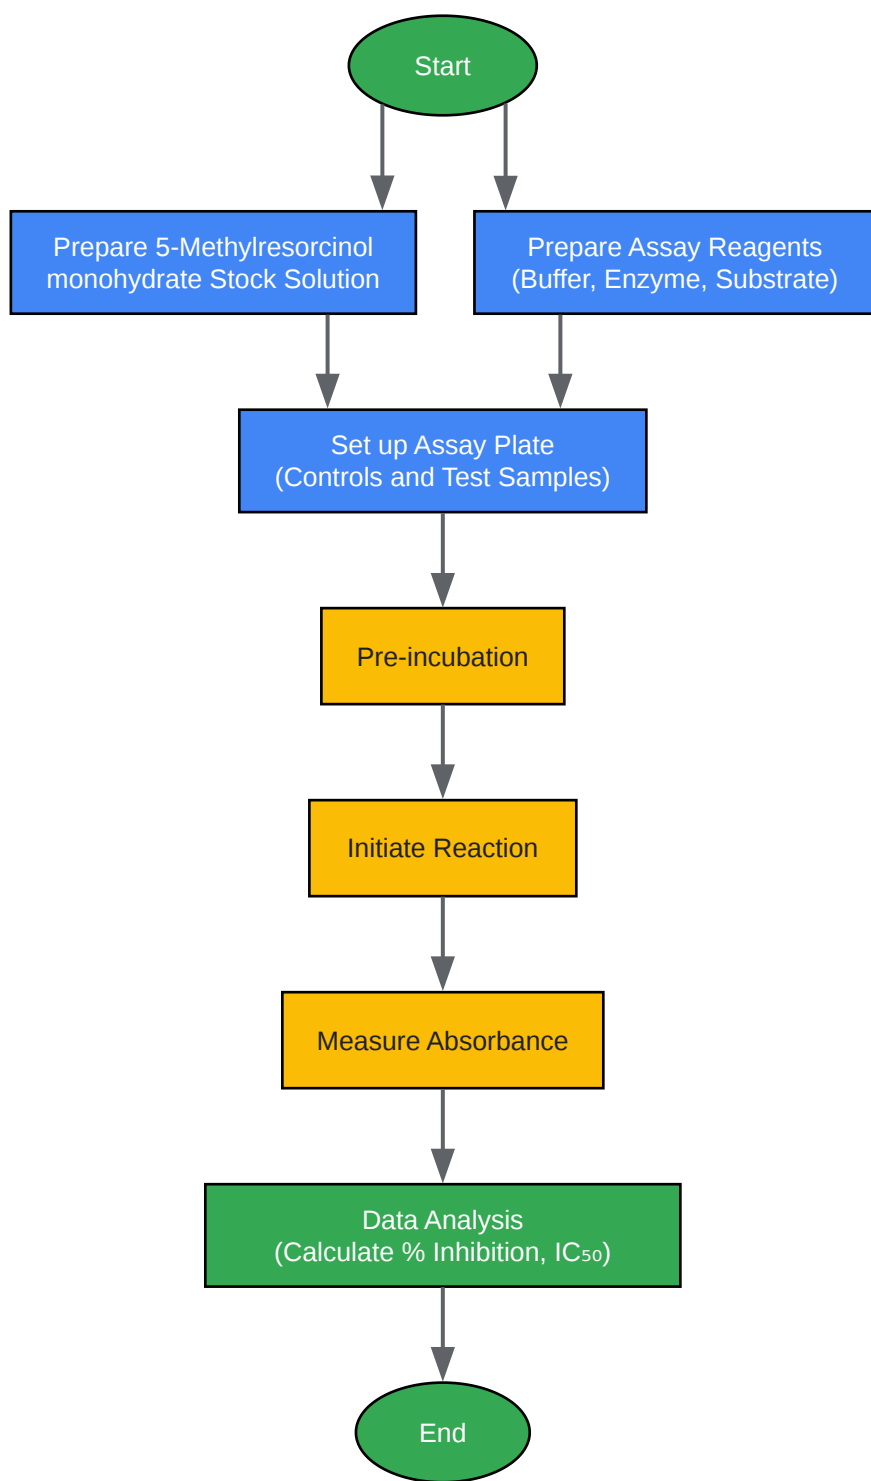 Start
Prepare 5-Methylresorcinol
monohydrate Stock Solution
Prepare Assay Reagents
(Buffer, Enzyme, Substrate)
Set up Assay Plate
(Controls and Test Samples)
Pre-incubation
Initiate Reaction
Measure Absorbance
Data Analysis
(Calculate % Inhibition, IC₅₀)
End